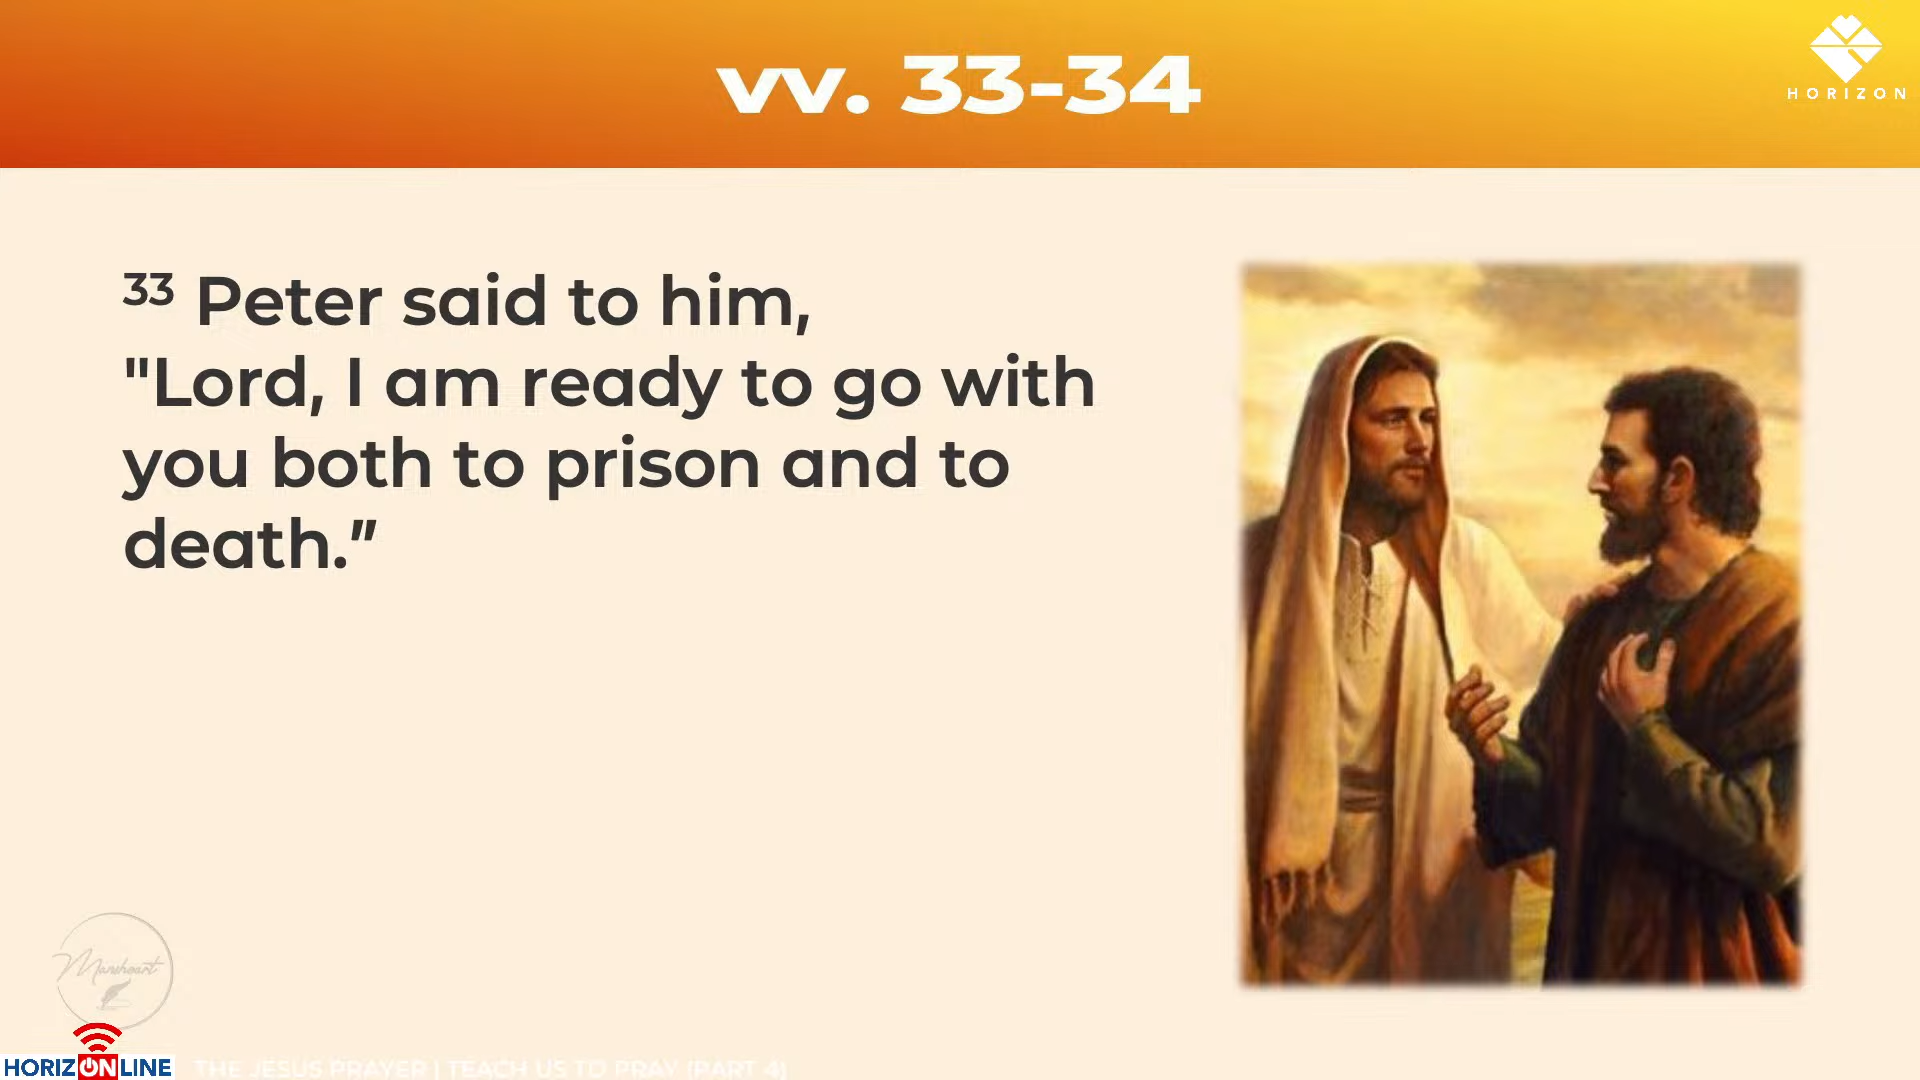 vv. 33-34
HORIZON
33 Peter said to him,
"Lord, I am ready to go with
you both to prison and to
death.”
Mansheart
HORIZONLINE
THE JESUS PRAYER | TEACH US TO PRAY (PART 4)